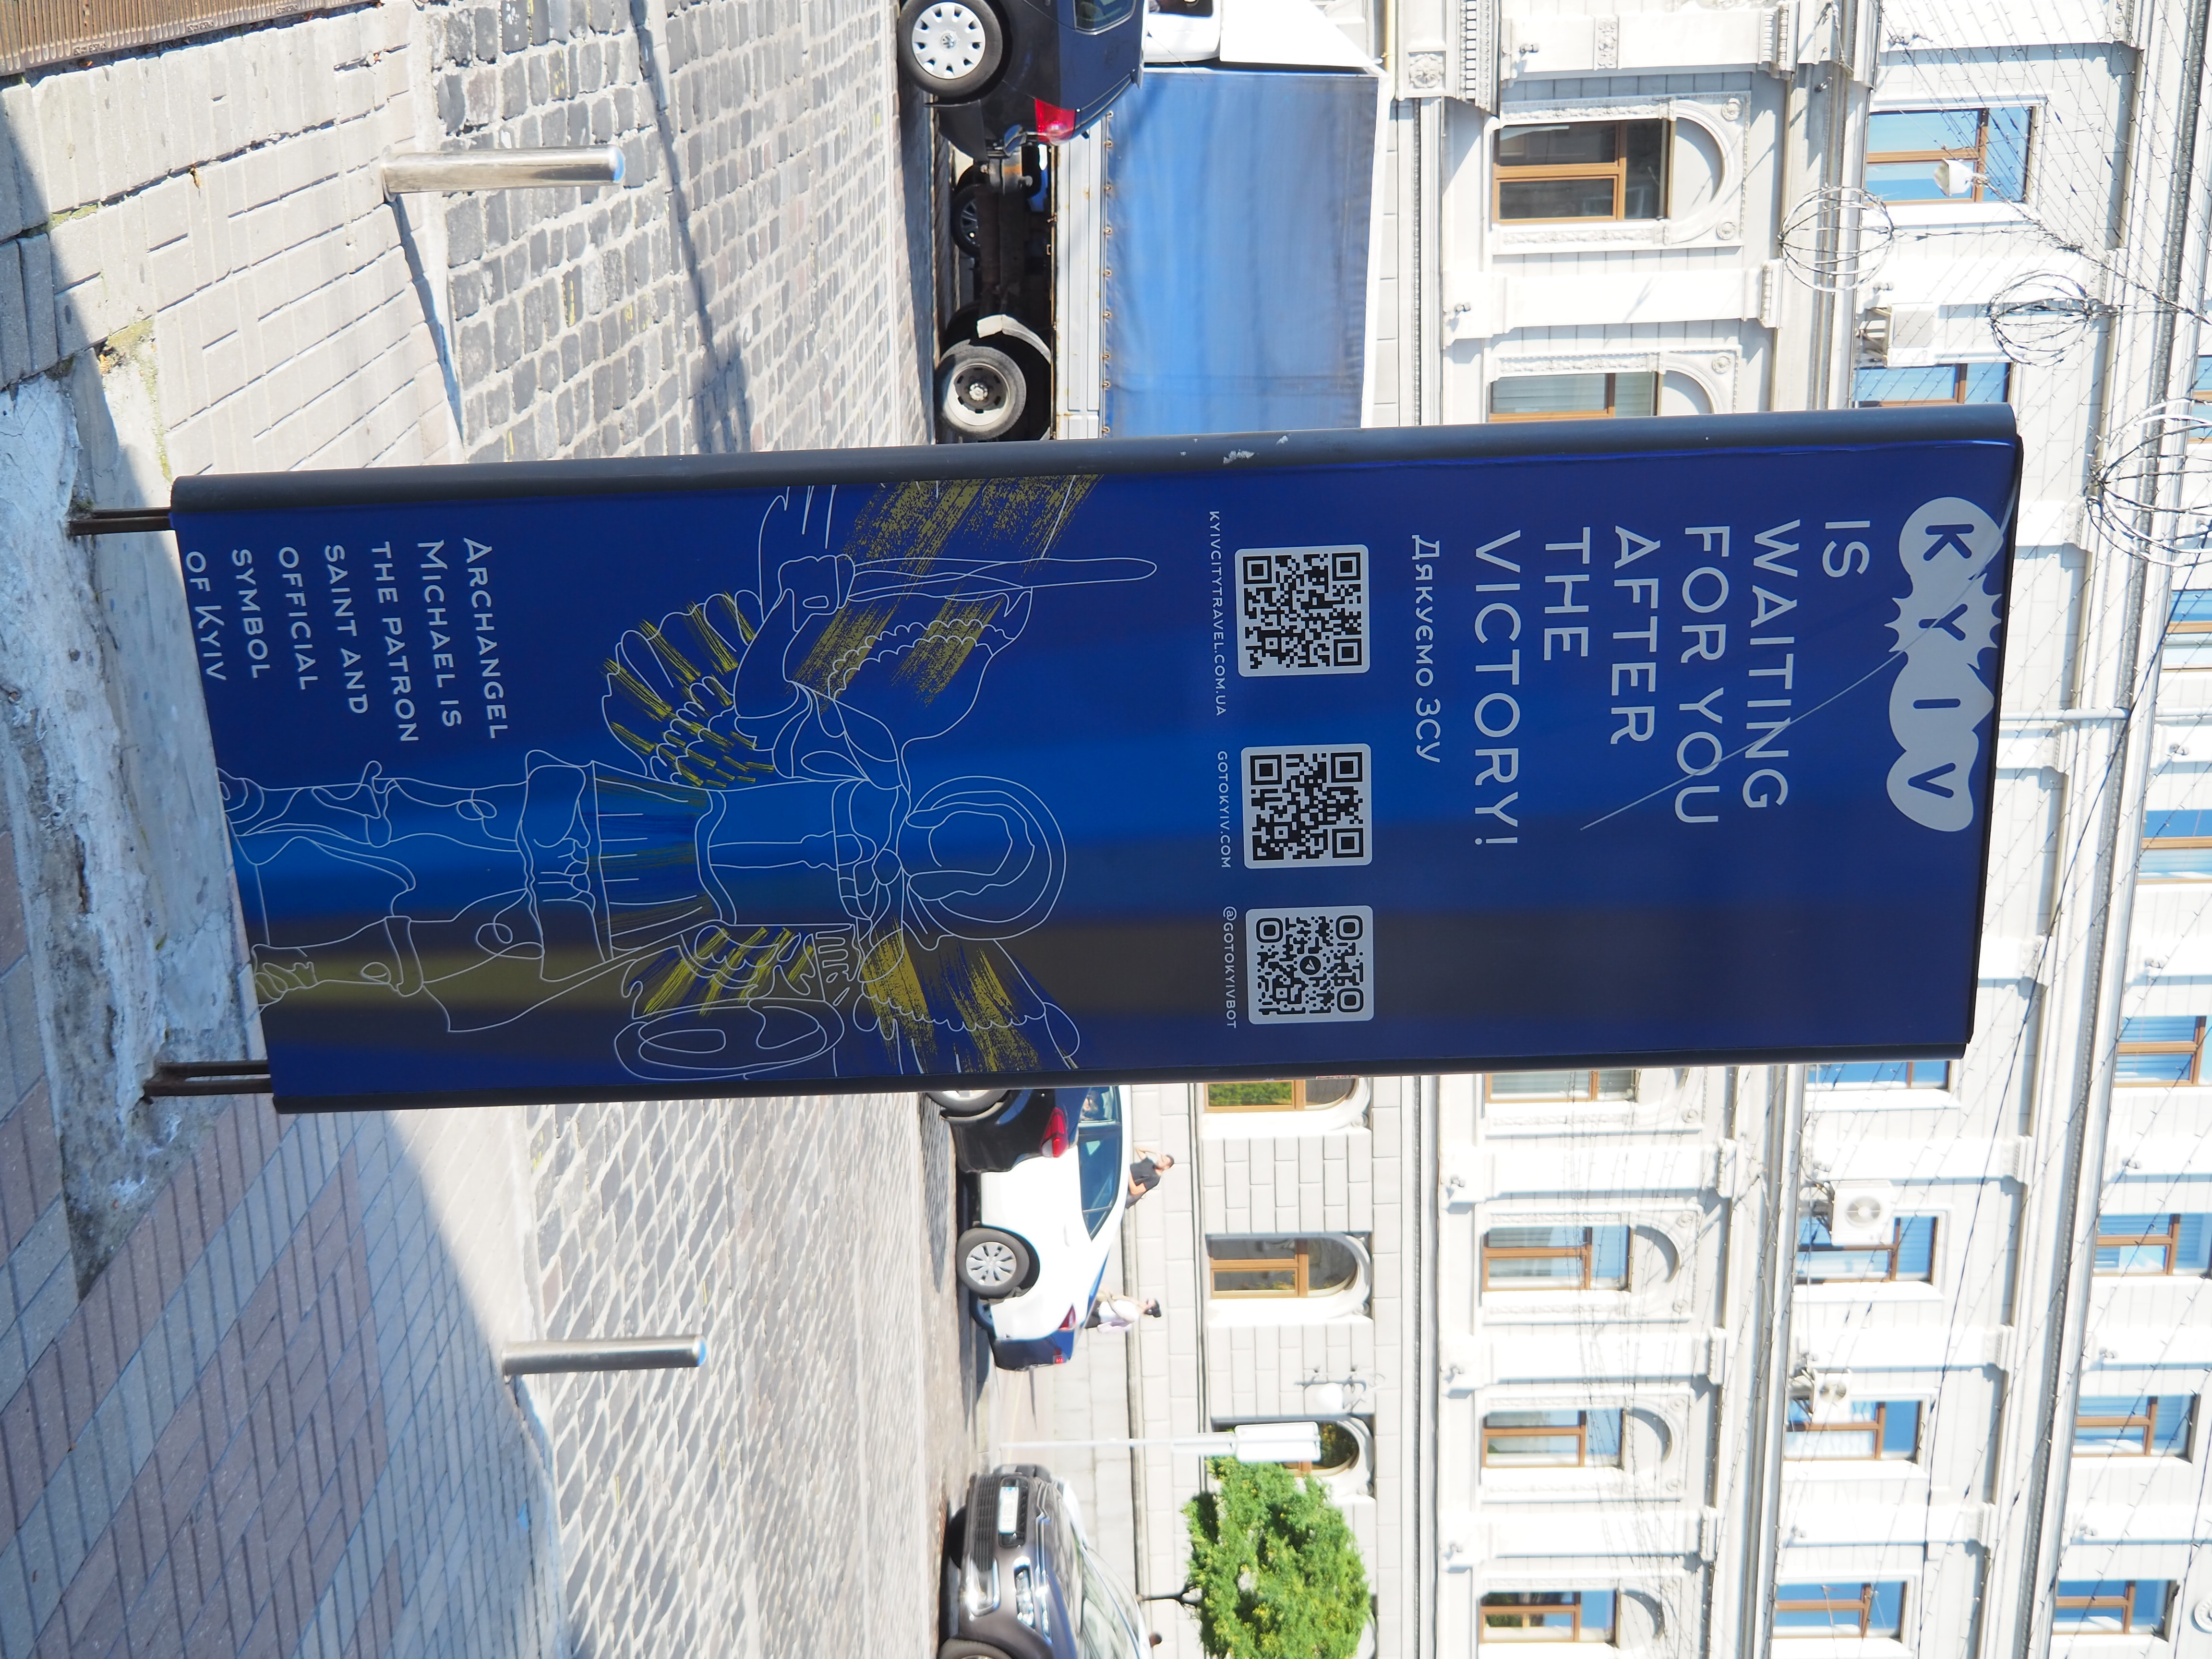 KYIV
IS
WAITING
FOR YOU
AFTER
THE
VICTORY!
Дякуємо ЗСУ
KYIVCITYTRAVEL.COM.UA
GOTOKYIV.COM
@GOTOKYIVBOT
ARCHANGEL
MICHAEL IS
THE PATRON
SAINT AND
OFFICIAL
SYMBOL
OF KYIV